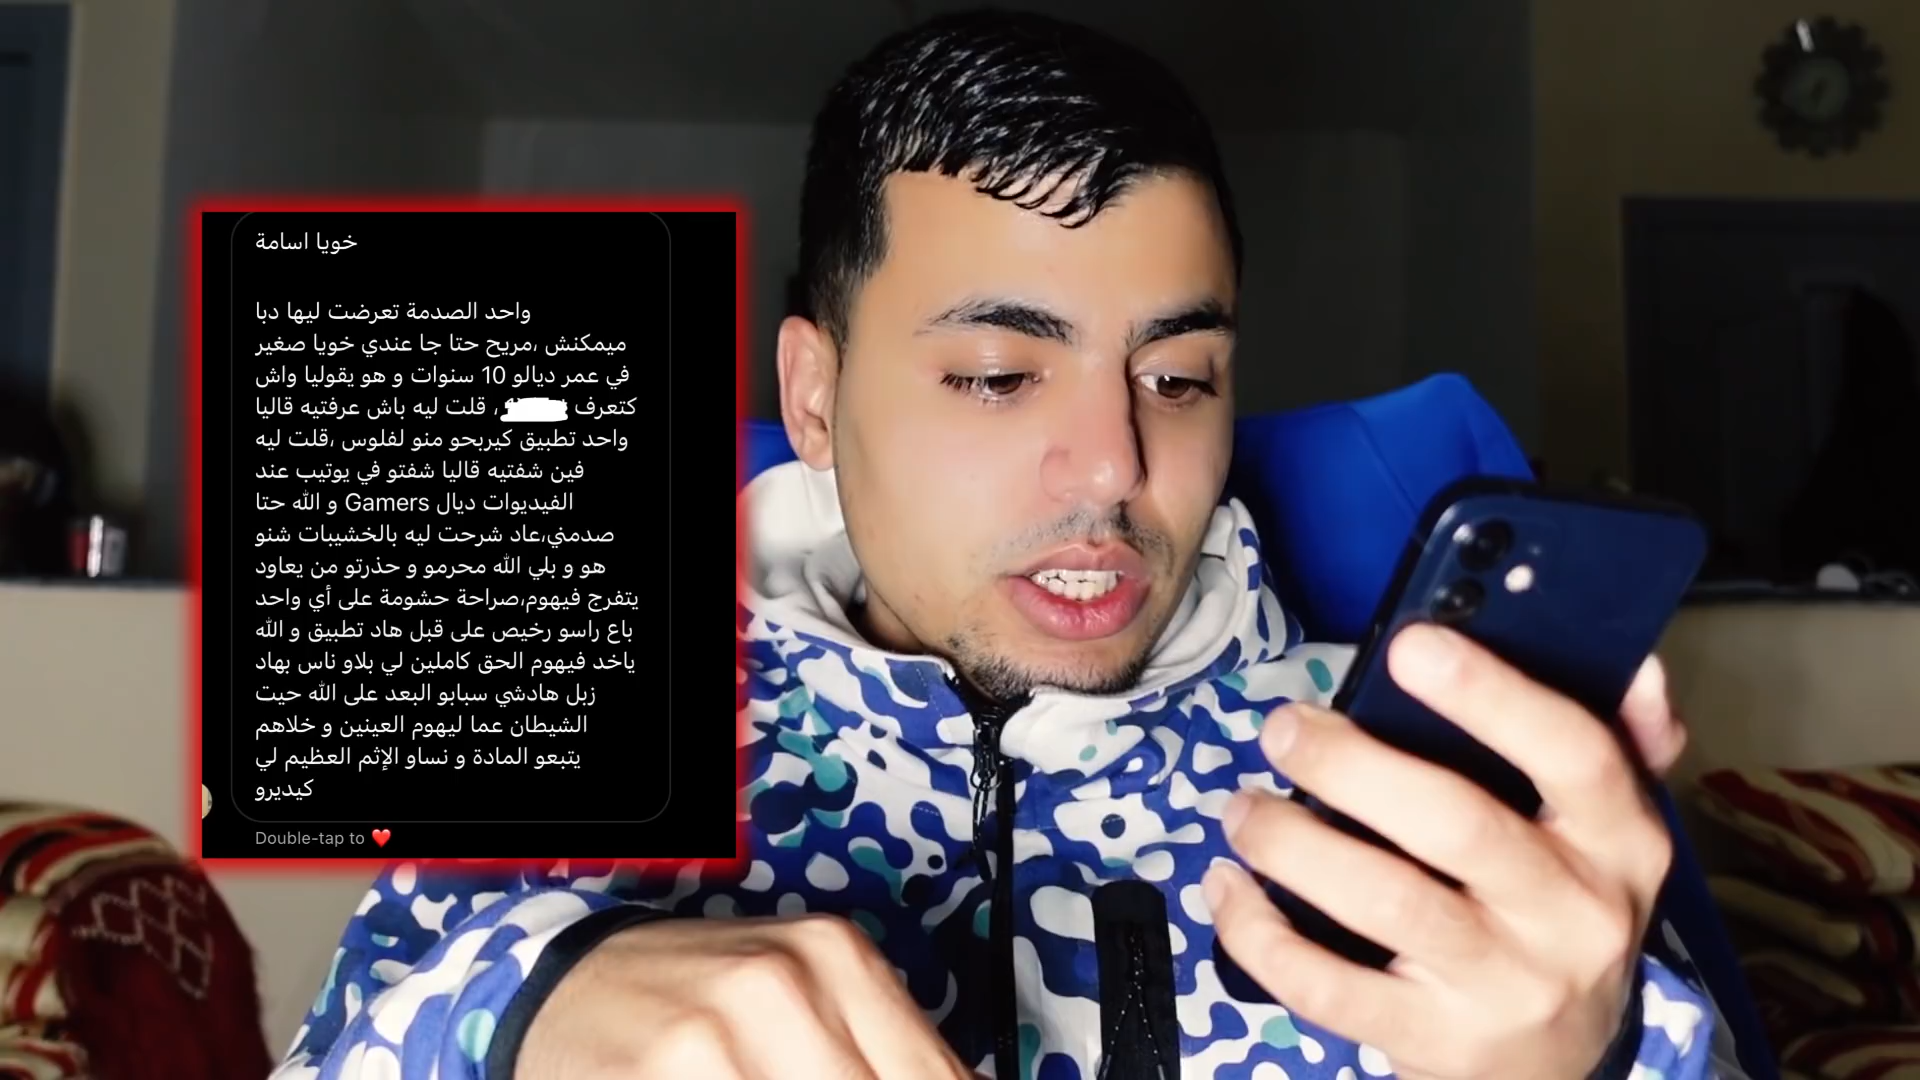 خويا اسامة
واحد الصدمة تعرضت ليها دبا
ميمكنش ،مريح حتا جا عندي خويا صغير
في عمر ديالو 10 سنوات و هو يقوليا واش
كتعرف ، قلت ليه باش عرفتيه قاليا
واحد تطبيق كيربحو منو لفلوس ،قلت ليه
فين شفتيه قاليا شفتو في يوتيب عند
الفيديوات ديال Gamers و الله حتا
صدمني،عاد شرحت ليه بالخشيبات شنو
هو و بلي الله محرمو و حذرتو من يعاود
يتفرج فيهوم،صراحة حشومة على أي واحد
باع راسو رخيص على قبل هاد تطبيق و الله
ياخد فيهوم الحق كاملين لي بلاو ناس بهاد
زبل هادشي سبابو البعد على الله حيت
الشيطان عما ليهوم العينين و خلاهم
يتبعو المادة و نساو الإثم العظيم لي
كيديرو
Double-tap to ❤️